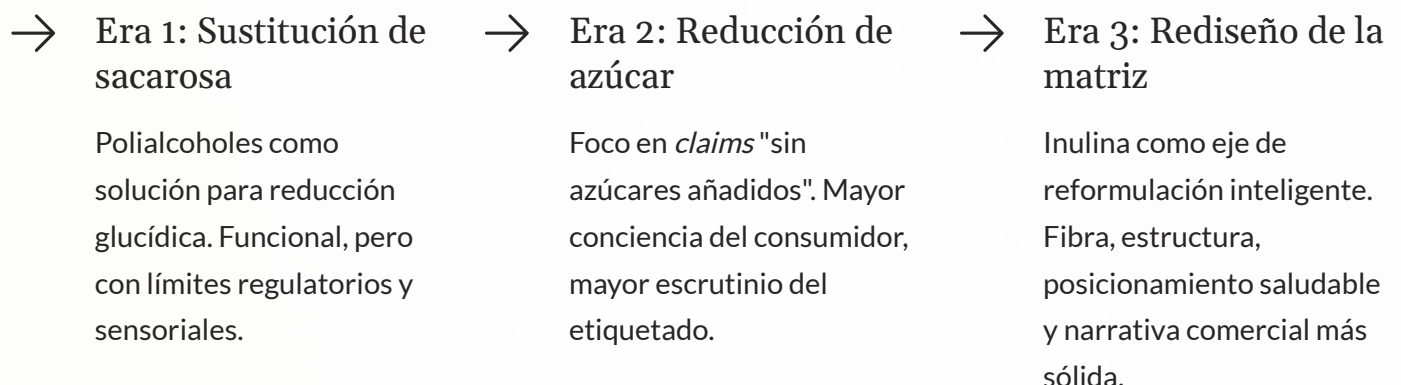 Era 1: Sustitución de
sacarosa
Polialcoholes como
solución para reducción
glucídica. Funcional, pero
con límites regulatorios y
sensoriales.
Era 2: Reducción de
azúcar
Foco en claims "sin
azúcares añadidos". Mayor
conciencia del consumidor,
mayor escrutinio del
etiquetado.
Era 3: Rediseño de la
matriz
Inulina como eje de
reformulación inteligente.
Fibra, estructura,
posicionamiento saludable
y narrativa comercial más
sólida.